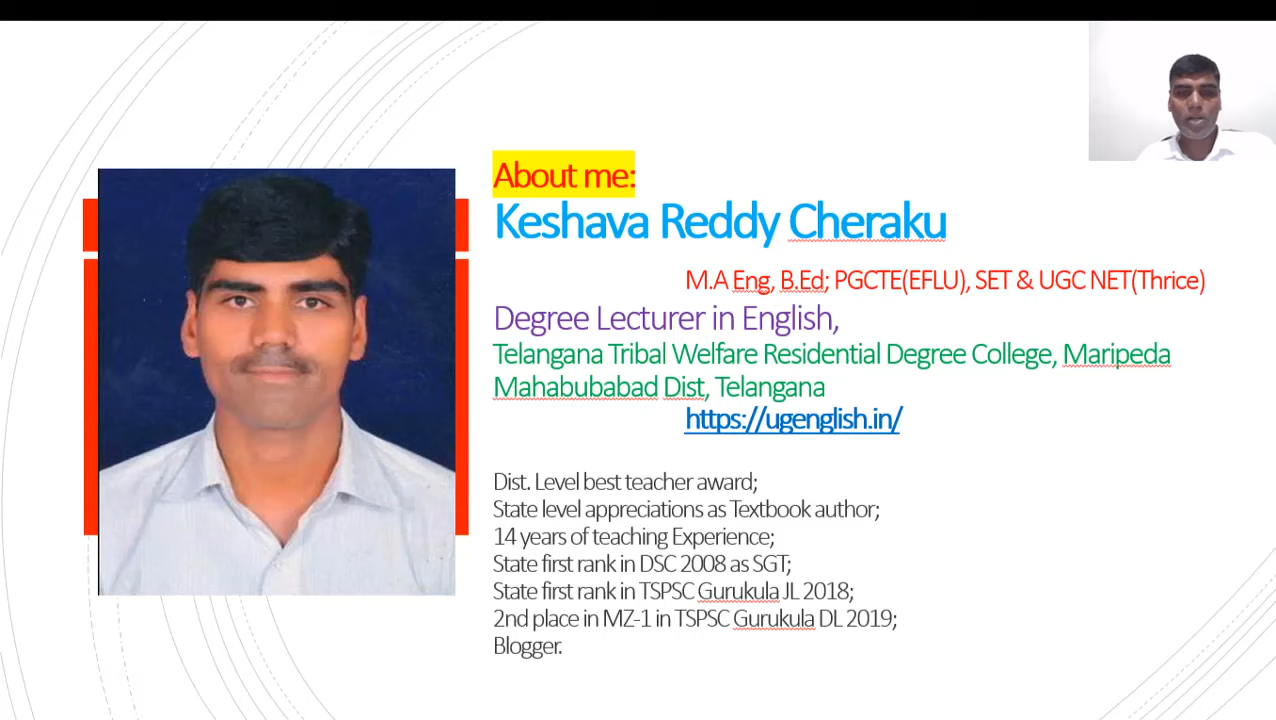 About me:
Keshava Reddy Cheraku
M.A Eng, B.Ed; PGCTE(EFLU), SET & UGC NET(Thrice)
Degree Lecturer in English,
Telangana Tribal Welfare Residential Degree College, Maripeda
Mahabubabad Dist, Telangana
https://ugenglish.in/
Dist. Level best teacher award;
State level appreciations as Textbook author;
14 years of teaching Experience;
State first rank in DSC 2008 as SGT;
State first rank in TSPSC Gurukula JL 2018;
2nd place in MZ-1 in TSPSC Gurukula DL 2019;
Blogger.